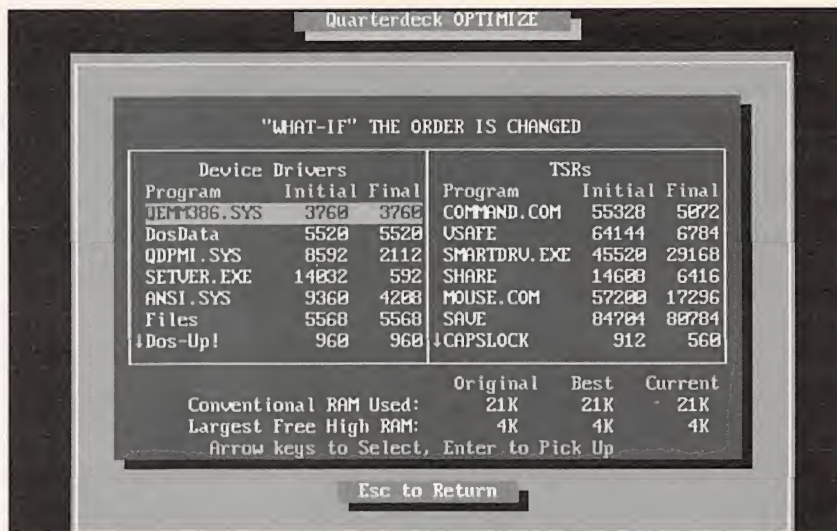 Quarterdeck OPTIMIZE
"WHAT-IF" THE ORDER IS CHANGED
Device Drivers
Program Initial Final
QEMM386.SYS 3760 3760
DosData 5520 5520
QDPMI.SYS 8592 2112
SETVER.EXE 14032 592
ANSI.SYS 9360 4208
Files 5568 5568
↓Dos-Up! 960 960
TSRs
Program Initial Final
COMMAND.COM 55328 5072
VSAFE 64144 6784
SMARTDRV.EXE 45520 29168
SHARE 14608 6416
MOUSE.COM 57200 17296
SAVE 84704 80784
↓CAPSLOCK 912 560
Original Best Current
Conventional RAM Used: 21K 21K 21K
Largest Free High RAM: 4K 4K 4K
Arrow keys to Select, Enter to Pick Up
Esc to Return